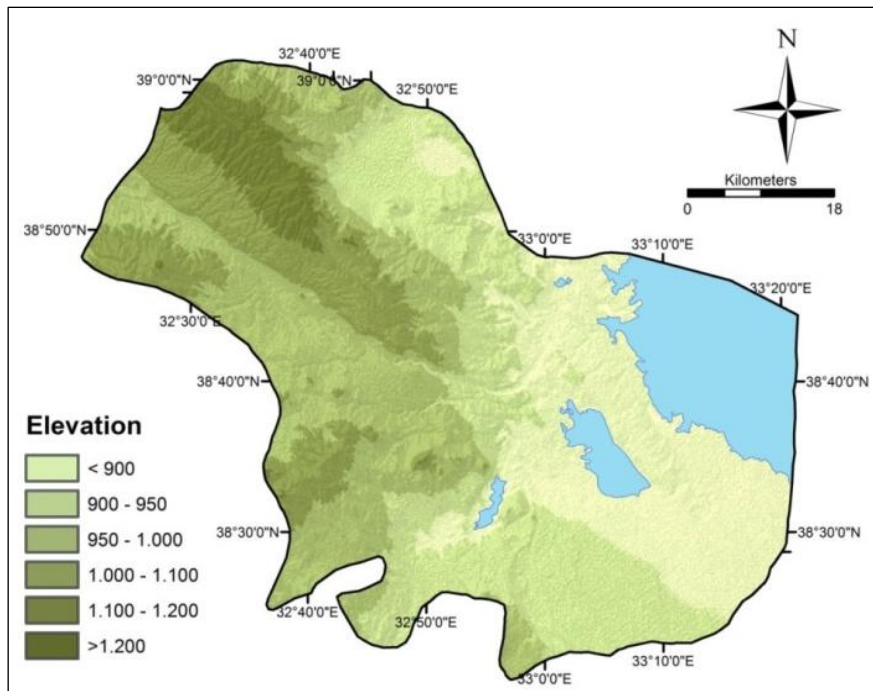 32°40'0"E
N
39°0'0"N
39°0'0"N
32°50'0"E
Kilometers
0 18
38°50'0"N
33°0'0"E
33°10'0"E
33°20'0"E
32°30'0"E
38°40'0"N
38°40'0"N
Elevation
< 900
900 - 950
950 - 1.000
1.000 - 1.100
1.100 - 1.200
>1.200
38°30'0"N
38°30'0"N
32°40'0"E
32°50'0"E
33°0'0"E
33°10'0"E